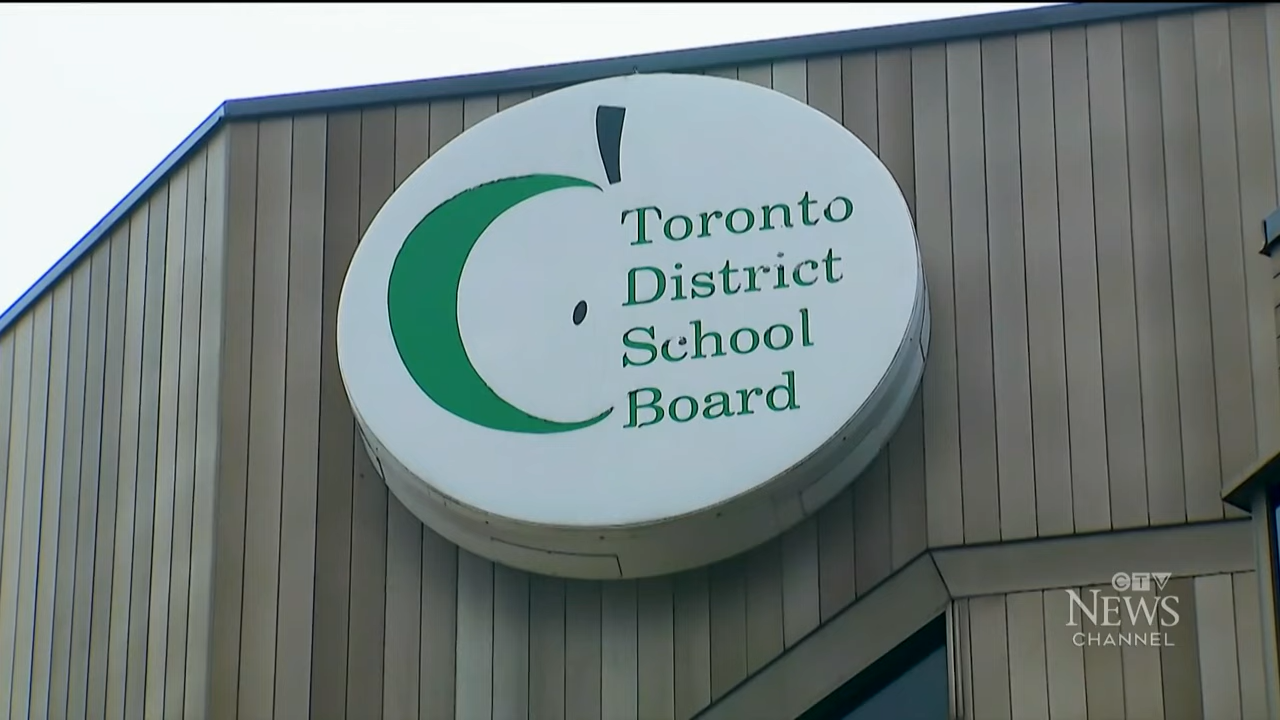 Toronto
District
School
Board
CTV
NEWS
CHANNEL